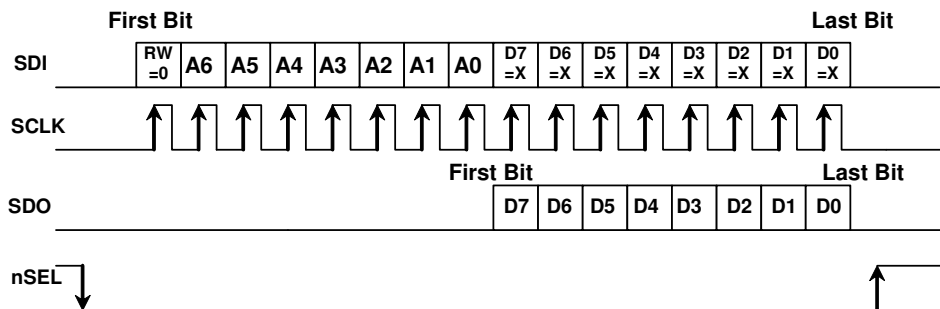 First Bit Last Bit
SDI RW =0 A6 A5 A4 A3 A2 A1 A0 D7 =X D6 =X D5 =X D4 =X D3 =X D2 =X D1 =X D0 =X
SCLK
First Bit Last Bit
SDO D7 D6 D5 D4 D3 D2 D1 D0
nSEL